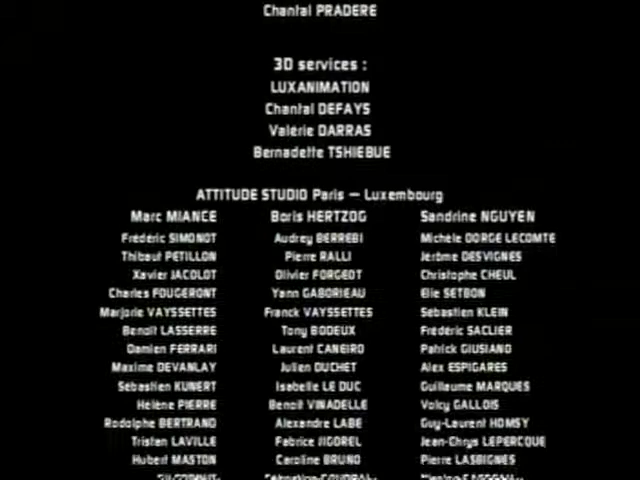 Chantal PRADERE
3D services :
LUXANIMATION
Chantal DEFAYS
Valérie DARRAS
Bernadette TSHIEBUE
ATTITUDE STUDIO Paris – Luxembourg
Marc MIANCE Boris HERTZOG Sandrine NGUYEN
Frédéric SIMONOT Audrey BERREBI Michèle DORGE LECOMTE
Thibaut PETILLON Pierre RALLI Jérôme DESVIGNES
Xavier JACOLOT Olivier FORGEOT Christophe CHEUL
Charles FOUGERONT Yann GABORIEAU Elie SETBON
Marjorie VAYSSETTES Franck VAYSSETTES Sébastien KLEIN
Benoît LASSERRE Tony BODEUX Frédéric SACLIER
Damien FERRARI Laurent CANEIRO Patrick GIUSIANO
Maxime DEVANLAY Julien DUCHET Alex ESPIGARES
Sébastien KUNERT Isabelle LE DUC Guillaume MARQUES
Hélène PIERRE Benoît VINADELLE Volcy GALLOIS
Rodolphe BERTRAND Alexandre LABE Guy-Laurent HOMSY
Tristan LAVILLE Fabrice JIGOREL Jean-Chrys LEPERCQUE
Hubert MASTON Caroline BRUNO Pierre LASBIGNES